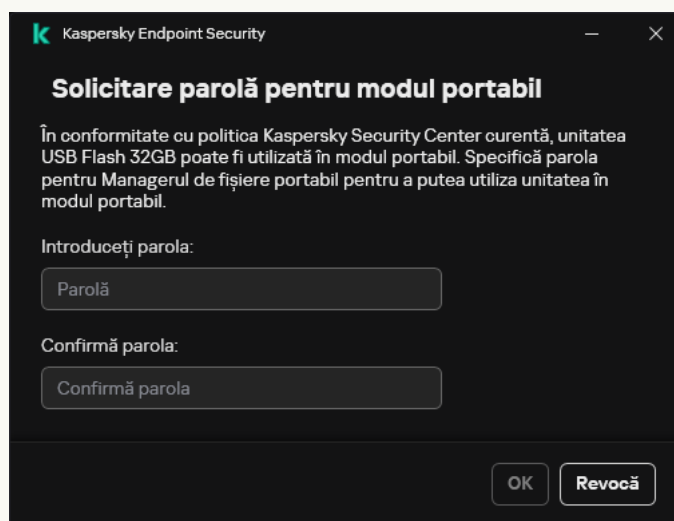 Kaspersky Endpoint Security
Solicitare parolă pentru modul portabil
În conformitate cu politica Kaspersky Security Center curentă, unitatea
USB Flash 32GB poate fi utilizată în modul portabil. Specifică parola
pentru Managerul de fișiere portabil pentru a putea utiliza unitatea în
modul portabil.
Introduceți parola:
Parolă
Confirmă parola:
Confirmă parola
OK Revocă